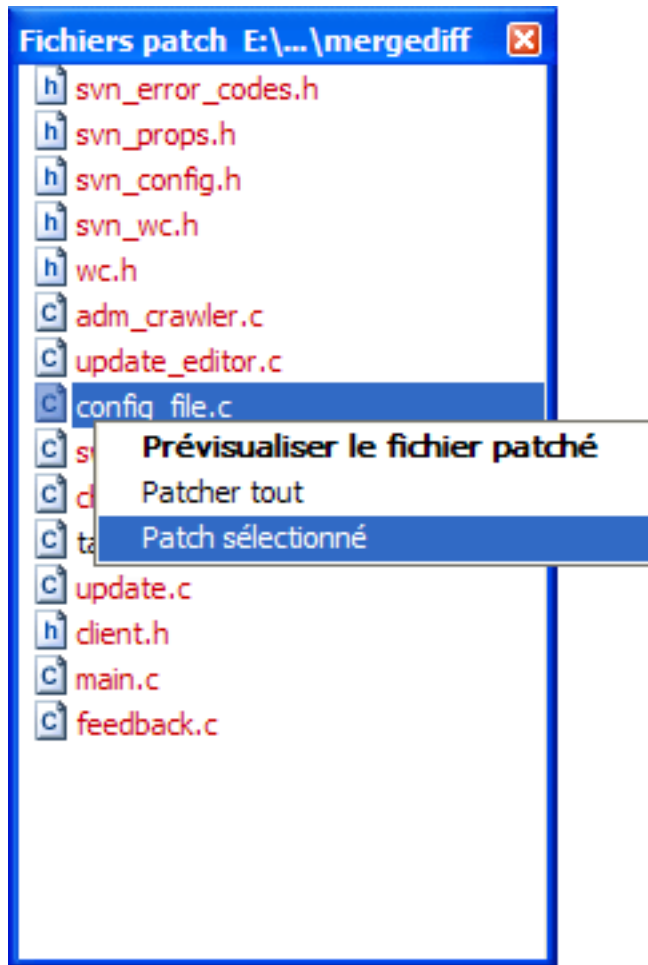 Fichiers patch E:\...\mergediff
svn_error_codes.h
svn_props.h
svn_config.h
svn_wc.h
wc.h
adm_crawler.c
update_editor.c
config_file.c
Prévisualiser le fichier patché
Patcher tout
Patch sélectionné
update.c
client.h
main.c
feedback.c